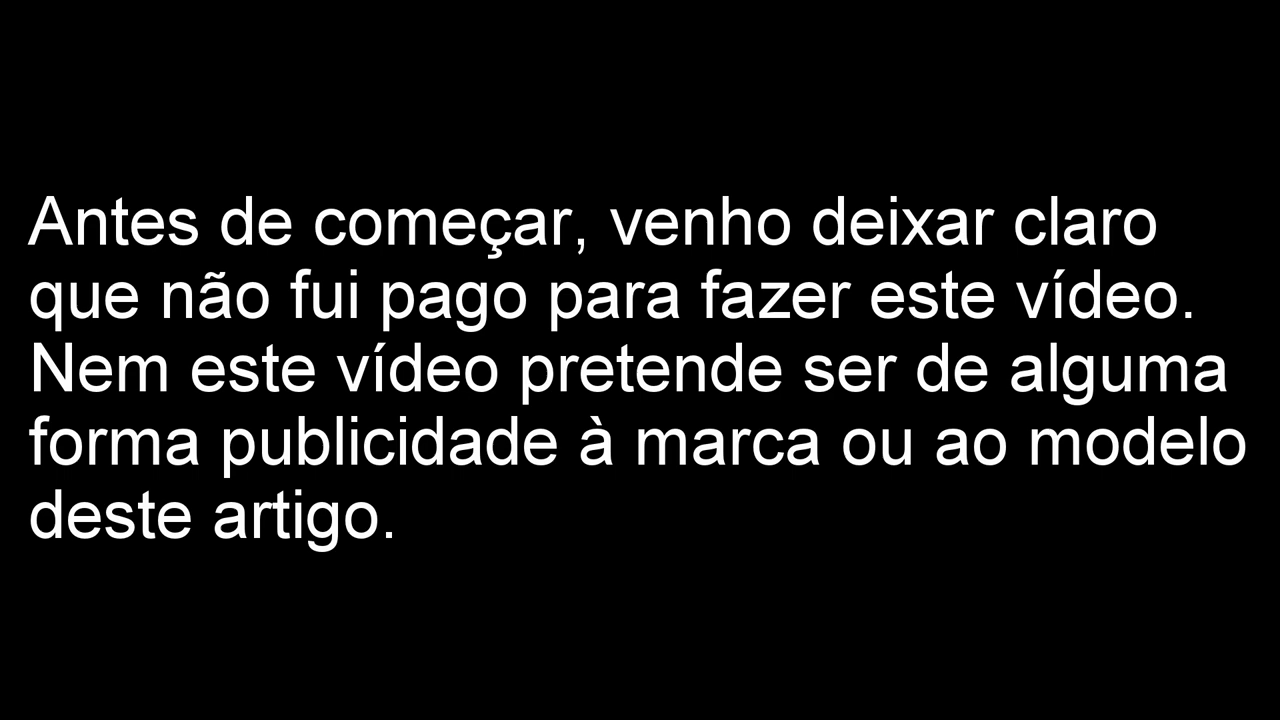 Antes de começar, venho deixar claro
que não fui pago para fazer este vídeo.
Nem este vídeo pretende ser de alguma
forma publicidade à marca ou ao modelo
deste artigo.